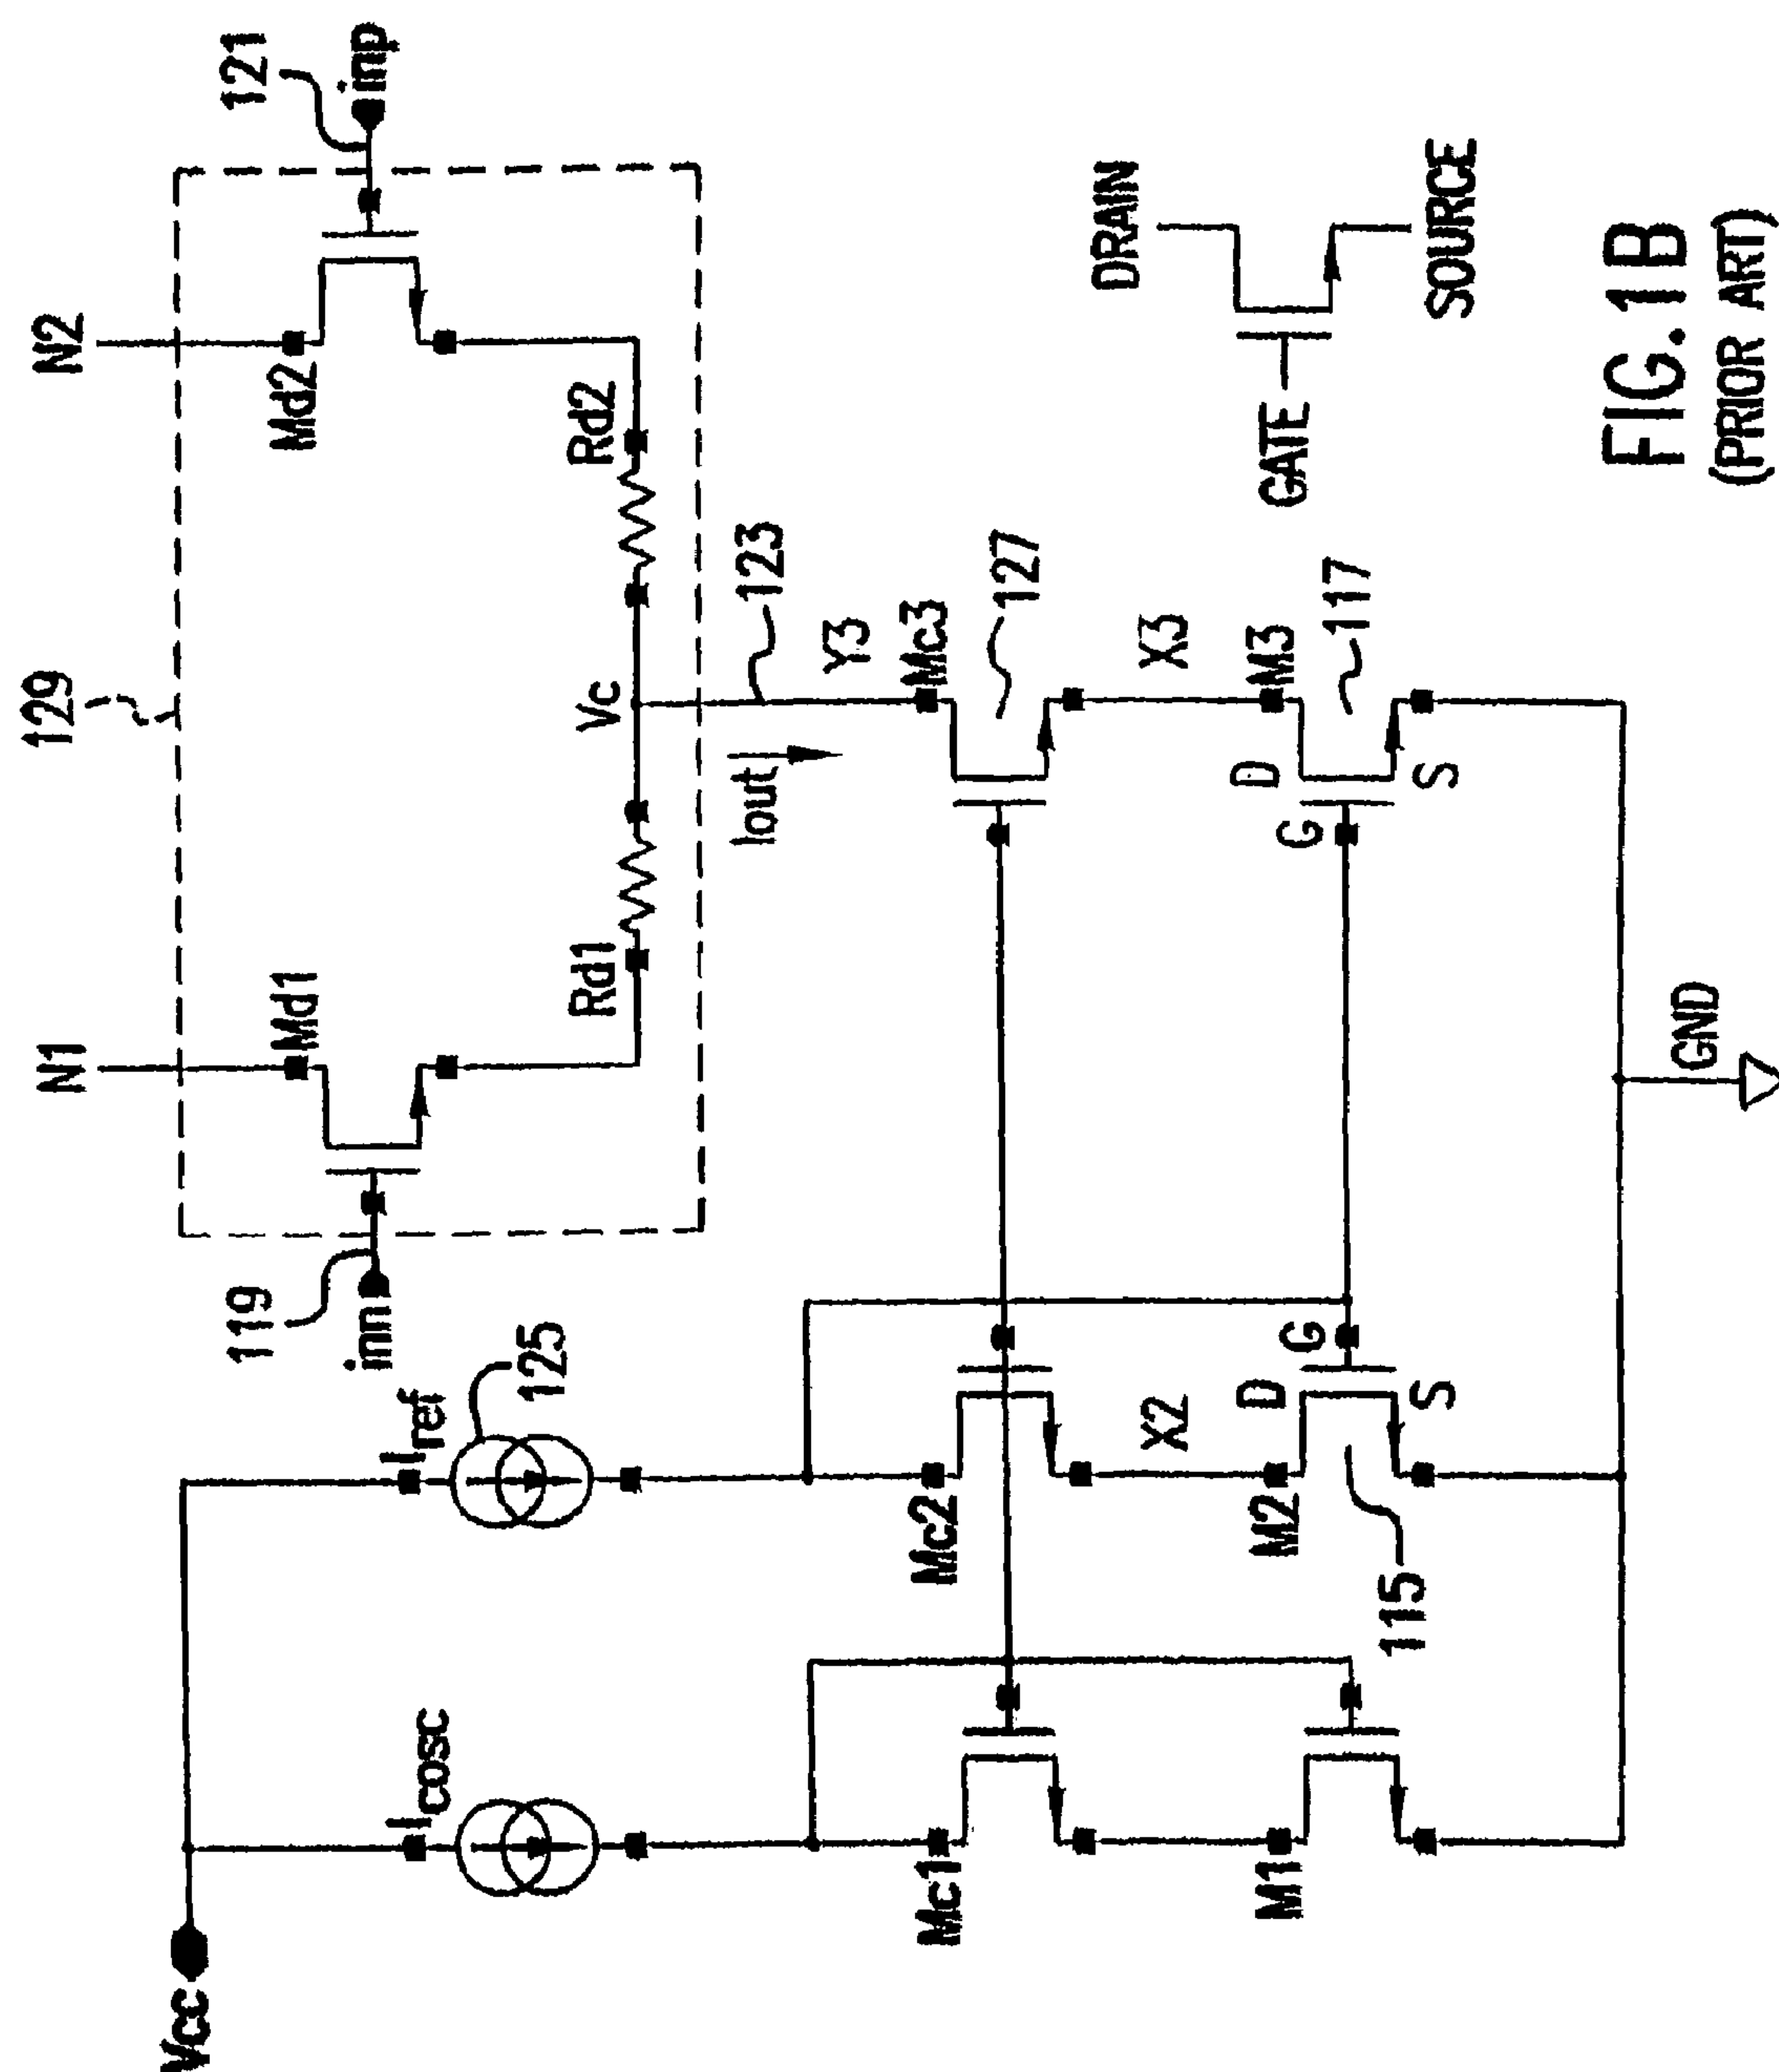 129
N1
N2
119
121
inn
inp
Md1
Md2
Rd1
Rd2
Vc
Vcc
Icosc
Iref
125
Iout
123
Y3
Mc1
Mc2
Mc3
127
X2
X3
M1
M2
M3
D
G
S
115
D
G
S
117
GND
DRAIN
GATE
SOURCE
FIG. 1B
(PRIOR ART)